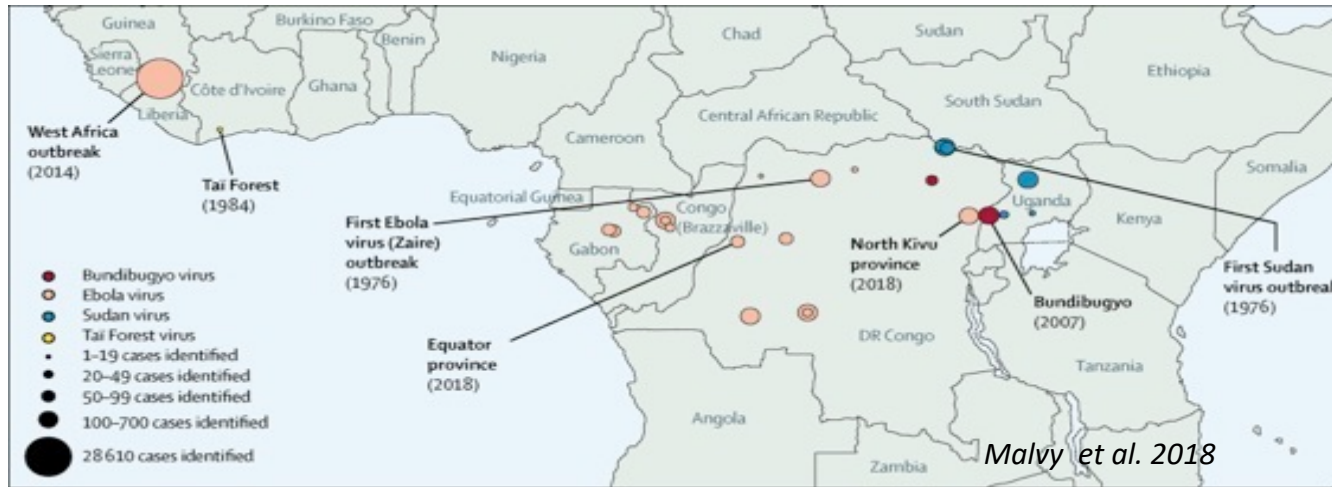 Guinea
Burkino Faso
Benin
Sierra
Leone
Côte d'Ivoire
Ghana
Liberia
Nigeria
Chad
Sudan
Ethiopia
South Sudan
Central African Republic
Cameroon
Somalia
Equatorial Guinea
Congo
(Brazzaville)
Gabon
Uganda
Kenya
DR Congo
Tanzania
Angola
Zambia
West Africa
outbreak
(2014)
Taï Forest
(1984)
First Ebola
virus (Zaire)
outbreak
(1976)
Equator
province
(2018)
North Kivu
province
(2018)
Bundibugyo
(2007)
First Sudan
virus outbreak
(1976)
Bundibugyo virus
Ebola virus
Sudan virus
Taï Forest virus
1–19 cases identified
20–49 cases identified
50–99 cases identified
100–700 cases identified
28 610 cases identified
Malvy et al. 2018